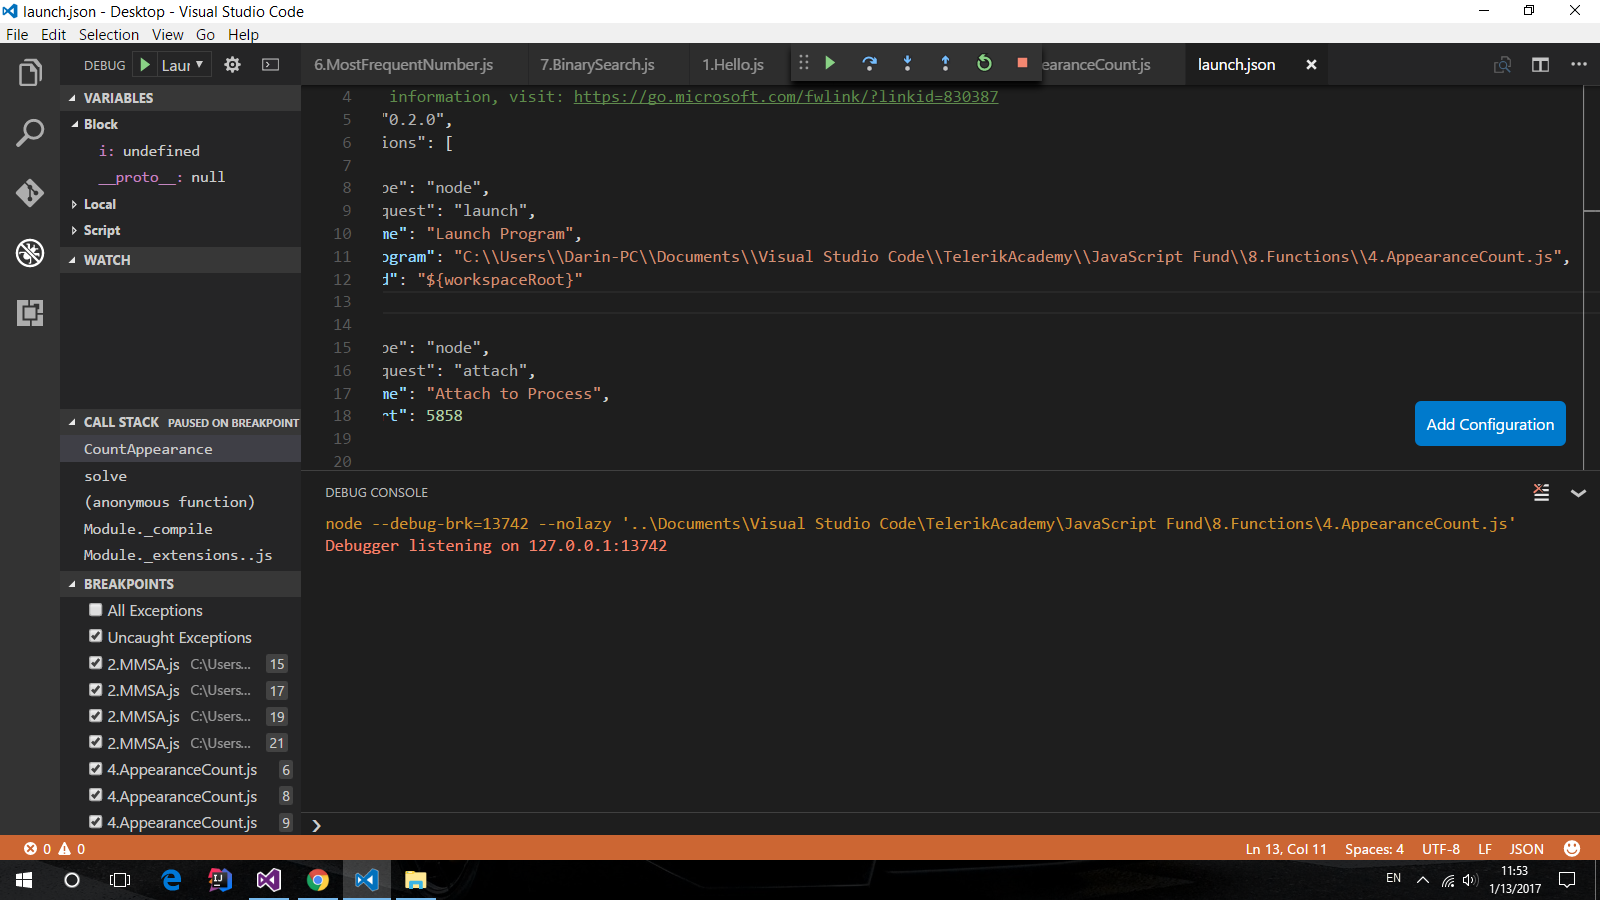 launch.json - Desktop - Visual Studio Code
File Edit Selection View Go Help
DEBUG Laur
6.MostFrequentNumber.js 7.BinarySearch.js 1.Hello.js earanceCount.js launch.json
VARIABLES
Block
i: undefined
__proto__: null
Local
Script
WATCH
CALL STACK PAUSED ON BREAKPOINT
CountAppearance
solve
(anonymous function)
Module._compile
Module._extensions..js
BREAKPOINTS
All Exceptions
Uncaught Exceptions
2.MMSA.js C:\Users... 15
2.MMSA.js C:\Users... 17
2.MMSA.js C:\Users... 19
2.MMSA.js C:\Users... 21
4.AppearanceCount.js 6
4.AppearanceCount.js 8
4.AppearanceCount.js 9
4 information, visit: https://go.microsoft.com/fwlink/?linkid=830387
5 "0.2.0",
6 ions": [
7
8 pe": "node",
9 quest": "launch",
10 me": "Launch Program",
11 ogram": "C:\\Users\\Darin-PC\\Documents\\Visual Studio Code\\TelerikAcademy\\JavaScript Fund\\8.Functions\\4.AppearanceCount.js",
12 d": "${workspaceRoot}"
13
14
15 pe": "node",
16 quest": "attach",
17 me": "Attach to Process",
18 rt": 5858
19
20
Add Configuration
DEBUG CONSOLE
node --debug-brk=13742 --nolazy '..\Documents\Visual Studio Code\TelerikAcademy\JavaScript Fund\8.Functions\4.AppearanceCount.js'
Debugger listening on 127.0.0.1:13742
0 0 Ln 13, Col 11 Spaces: 4 UTF-8 LF JSON
EN 11:53
1/13/2017